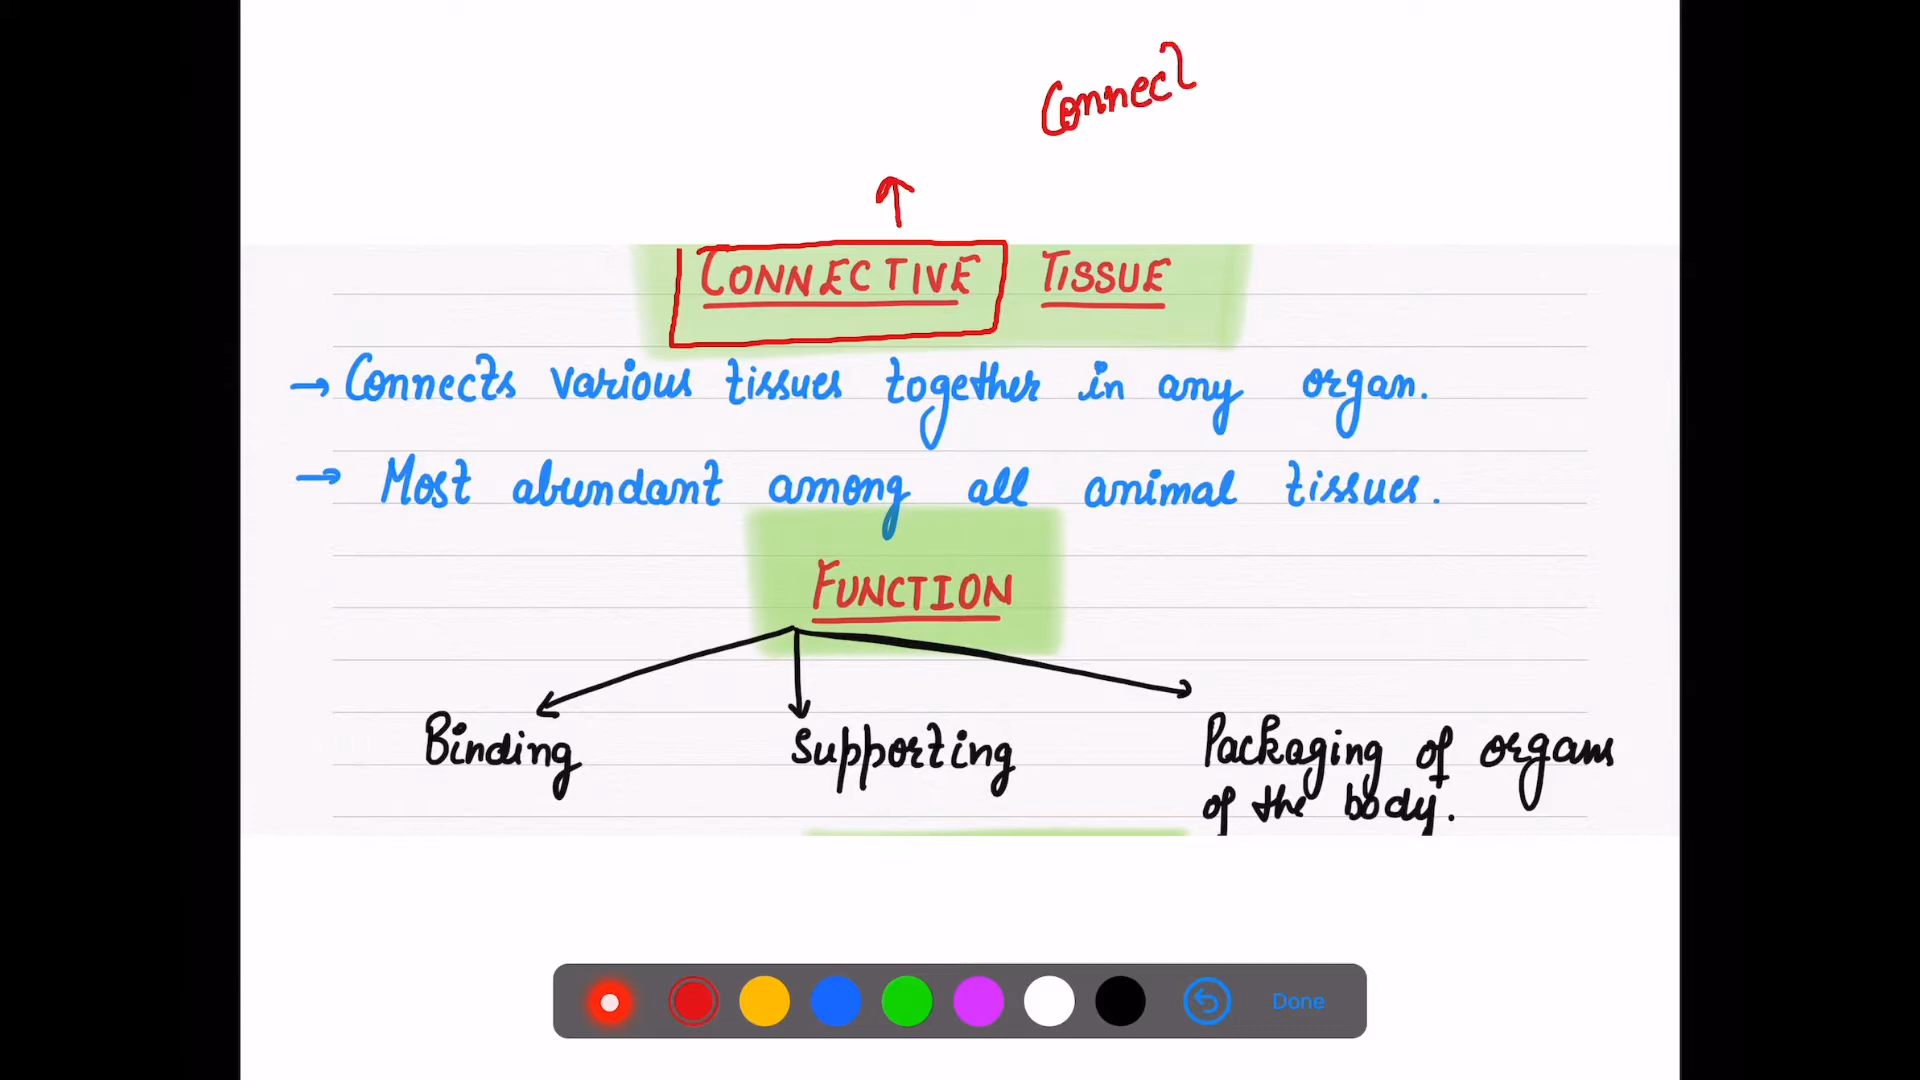 Connect
CONNECTIVE TISSUE
→ Connects various tissues together in any organ.
→ Most abundant among all animal tissues.
FUNCTION
Binding
Supporting
Packaging of organs
of the body.
Done